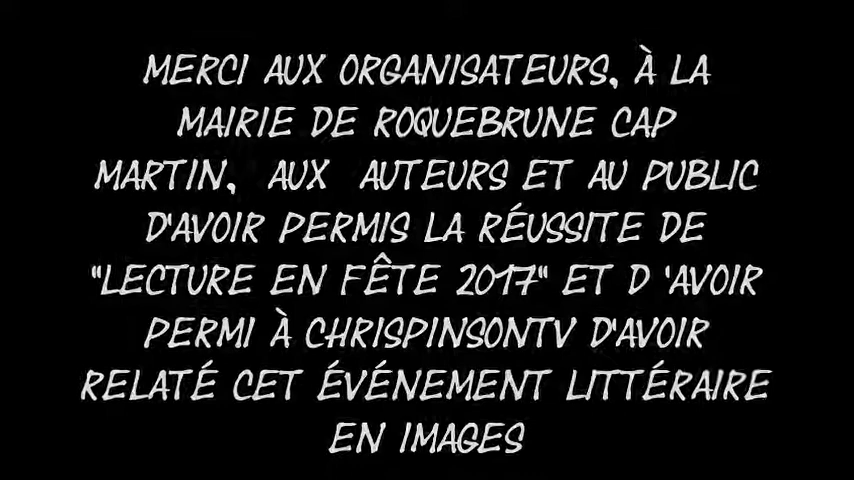 MERCI AUX ORGANISATEURS, À LA
MAIRIE DE ROQUEBRUNE CAP
MARTIN, AUX AUTEURS ET AU PUBLIC
D'AVOIR PERMIS LA RÉUSSITE DE
"LECTURE EN FÊTE 2017" ET D 'AVOIR
PERMI À CHRISPINSONTV D'AVOIR
RELATÉ CET ÉVÉNEMENT LITTÉRAIRE
EN IMAGES